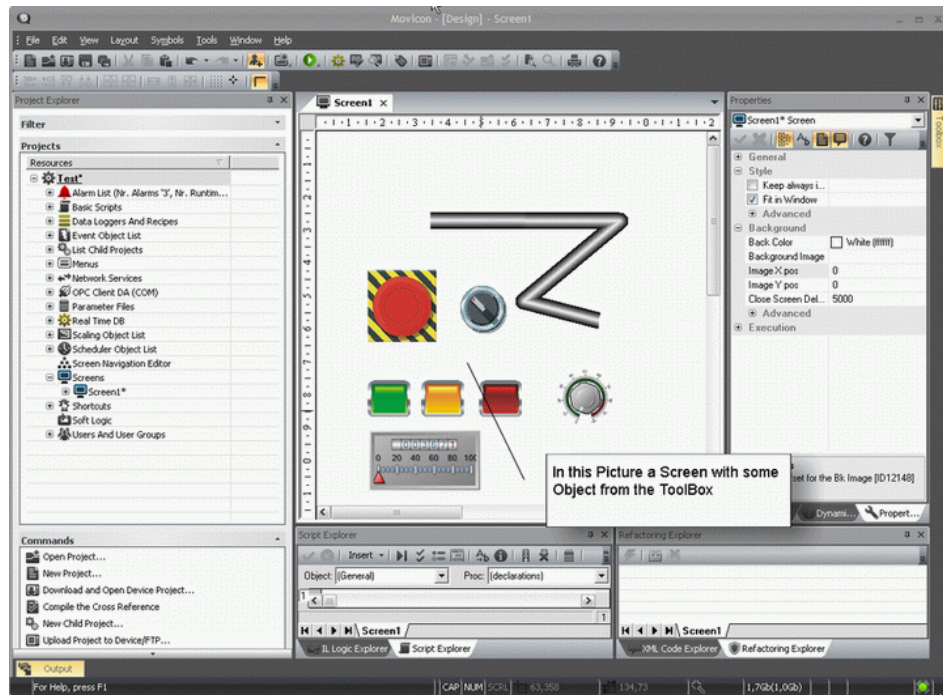 Movicon - [Design] - Screen1
File Edit View Layout Symbols Tools Window Help
Project Explorer
Filter
Projects
Resources
Test*
Alarm List (Nr. Alarms "3", Nr. Runtim...
Basic Scripts
Data Loggers And Recipes
Event Object List
List Child Projects
Menus
Network Services
OPC Client DA (COM)
Parameter Files
Real Time DB
Scaling Object List
Scheduler Object List
Screen Navigation Editor
Screens
Screen1*
Shortcuts
Soft Logic
Users And User Groups
Commands
Open Project...
New Project...
Download and Open Device Project...
Compile the Cross Reference
New Child Project...
Upload Project to Device/FTP...
Screen1
0 20 40 60 80 100
In this Picture a Screen with some
Object from the ToolBox
Properties
Screen1* Screen
General
Style
Keep always i...
Fit in Window
Advanced
Background
Back Color White (ffffff)
Background Image
Image X pos 0
Image Y pos 0
Close Screen Del... 5000
Advanced
Execution
set for the Bk Image [ID12148]
Dynami... Propert...
Toolbox
Script Explorer
Insert
Object: (General) Proc: (declarations)
1
1
Screen1
IL Logic Explorer Script Explorer
Refactoring Explorer
Screen1
XML Code Explorer Refactoring Explorer
Output
For Help, press F1
CAP NUM SCRL 63,358 134,73 1,7Gb(1,0Gb)